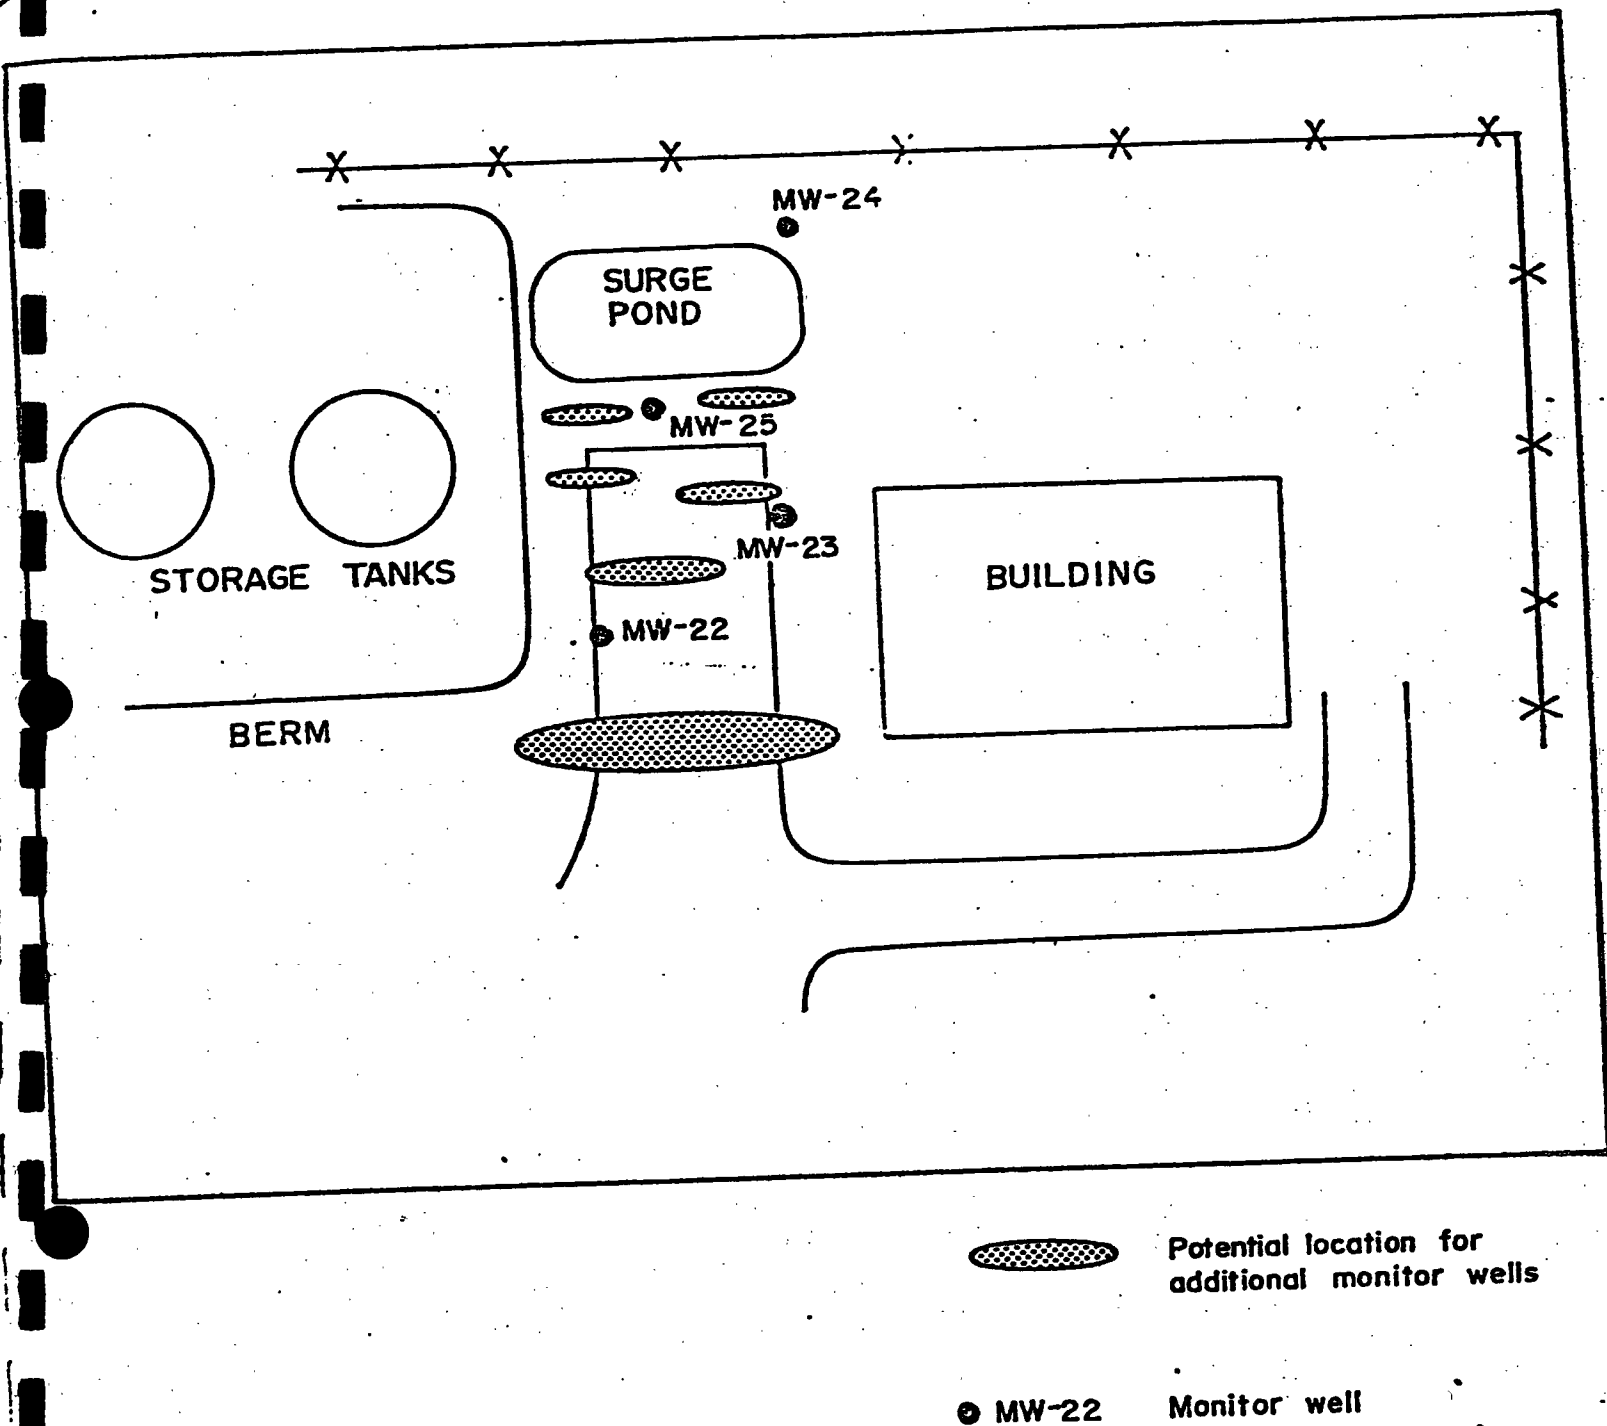 MW-24
SURGE
POND
MW-25
MW-23
STORAGE TANKS
BUILDING
MW-22
BERM
Potential location for
additional monitor wells
MW-22 Monitor well